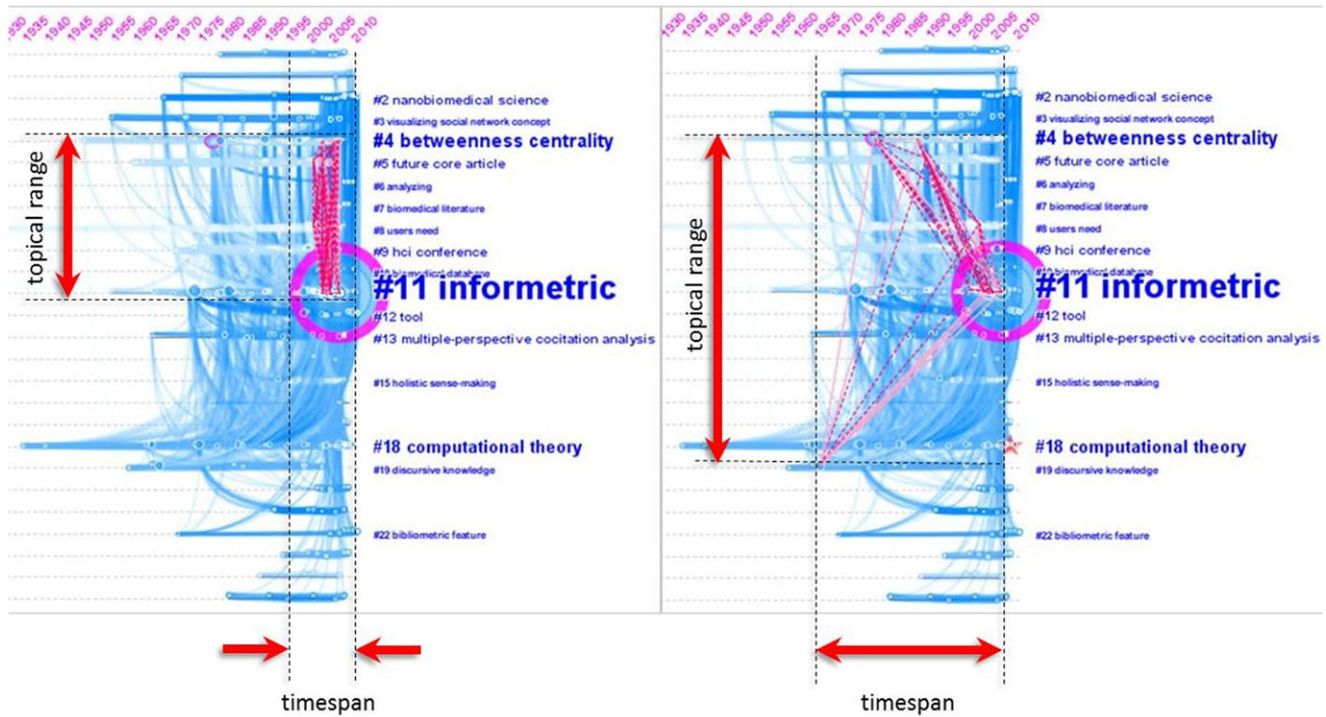 1930 1935 1940 1945 1950 1955 1960 1965 1970 1975 1980 1985 1990 1995 2000 2005 2010
#2 nanobiomedical science
#3 visualizing social network concept
#4 betweenness centrality
#5 future core article
#6 analyzing
#7 biomedical literature
#8 users need
#9 hci conference
#10 biomedical database
#11 informetric
#12 tool
#13 multiple-perspective cocitation analysis
#15 holistic sense-making
#18 computational theory
#19 discursive knowledge
#22 bibliometric feature
topical range
timespan
1930 1935 1940 1945 1950 1955 1960 1965 1970 1975 1980 1985 1990 1995 2000 2005 2010
#2 nanobiomedical science
#3 visualizing social network concept
#4 betweenness centrality
#5 future core article
#6 analyzing
#7 biomedical literature
#8 users need
#9 hci conference
#10 biomedical database
#11 informetric
#12 tool
#13 multiple-perspective cocitation analysis
#15 holistic sense-making
#18 computational theory
#19 discursive knowledge
#22 bibliometric feature
topical range
timespan